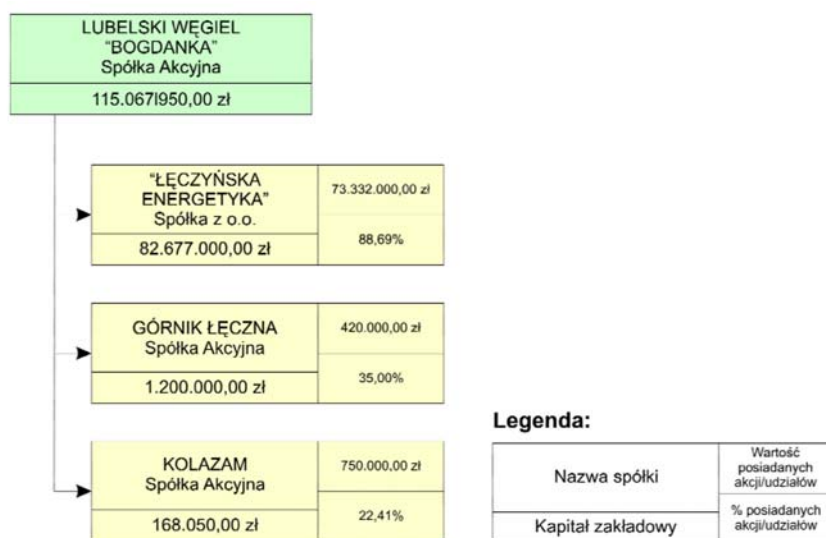 LUBELSKI WĘGIEL
"BOGDANKA"
Spółka Akcyjna
115.067I950,00 zł
"ŁĘCZYŃSKA
ENERGETYKA"
Spółka z o.o.
82.677.000,00 zł
73.332.000,00 zł
88,69%
GÓRNIK ŁĘCZNA
Spółka Akcyjna
1.200.000,00 zł
420.000,00 zł
35,00%
KOLAZAM
Spółka Akcyjna
168.050,00 zł
750.000,00 zł
22,41%
Legenda:
Nazwa spółki
Kapitał zakładowy
Wartość
posiadanych
akcji/udziałów
% posiadanych
akcji/udziałów